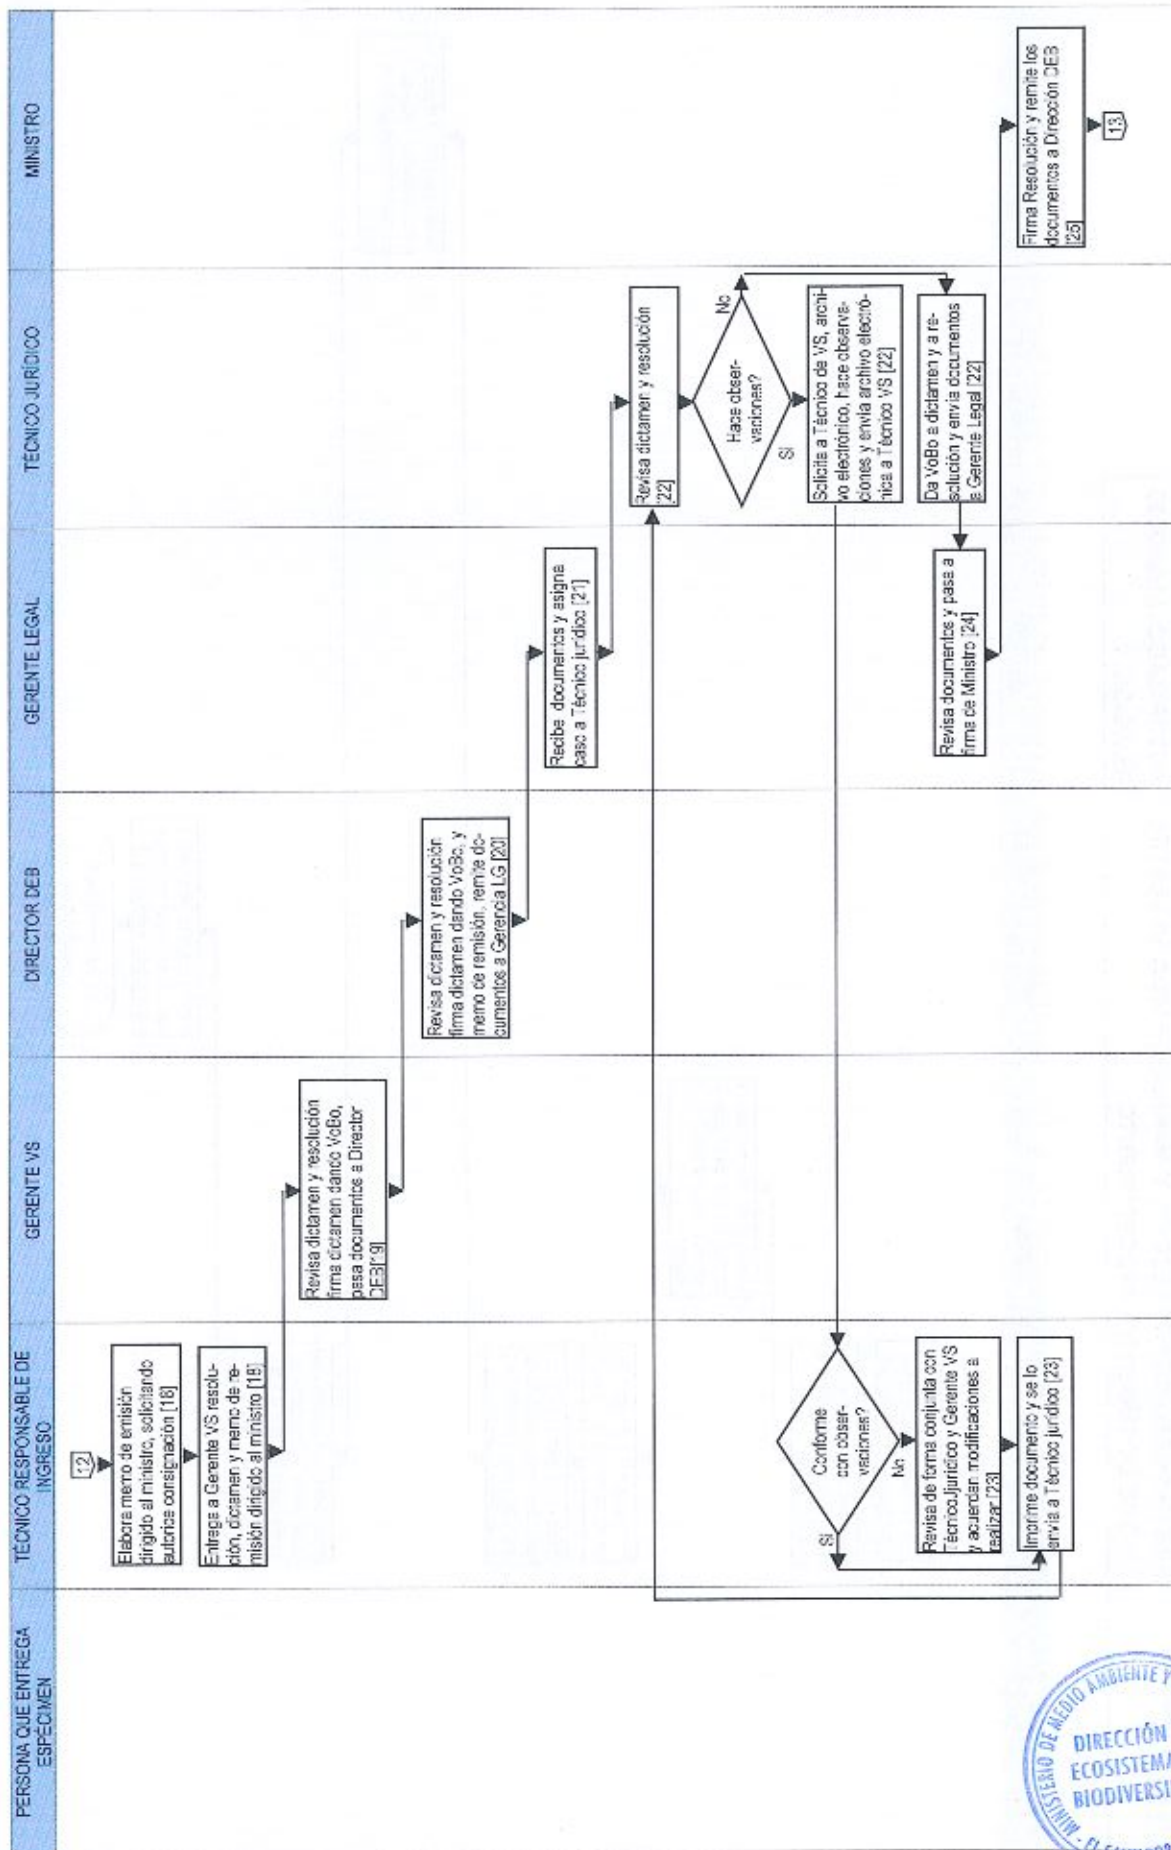 PERSONA QUE ENTREGA
ESPÉCIMEN
TÉCNICO RESPONSABLE DE
INGRESO
GERENTE VS
DIRECTOR DEB
GERENTE LEGAL
TÉCNICO JURÍDICO
MINISTRO
12
Elabora memo de emisión
dirigido al ministro, solicitando
autorice consignación [18]
Entrega a Gerente VS resolu-
ción, dictamen y memo de re-
misión dirigido al ministro [18]
Revisa dictamen y resolución
firma dictamen dando VoBo,
pasa documentos a Director
DEB[19]
Revisa dictamen y resolución
firma dictamen dando VoBo, y
memo de remisión, remite do-
cumentos a Gerencia LG [20]
Recibe documentos y asigna
caso a Técnico jurídico [21]
Revisa dictamen y resolución
[22]
Hace obser-
vaciones?
No
Si
Solicita a Técnico de VS, archi-
vo electrónico, hace observa-
ciones y envía archivo electró-
nica a Técnico VS [22]
Conforme
con obser-
vaciones?
Si
No
Revisa de forma conjunta con
Técnico jurídico y Gerente VS
y acuerdan modificaciones a
realizar [23]
Imprime documento y se lo
envía a Técnico jurídico [23]
Da VoBo a dictamen y a re-
solución y envía documentos
a Gerente Legal [22]
Revisa documentos y pasa a
firma de Ministro [24]
Firma Resolución y remite los
documentos a Dirección DEB
[25]
13
MINISTERIO DE MEDIO AMBIENTE Y
DIRECCIÓN
ECOSISTEMA
BIODIVERSI